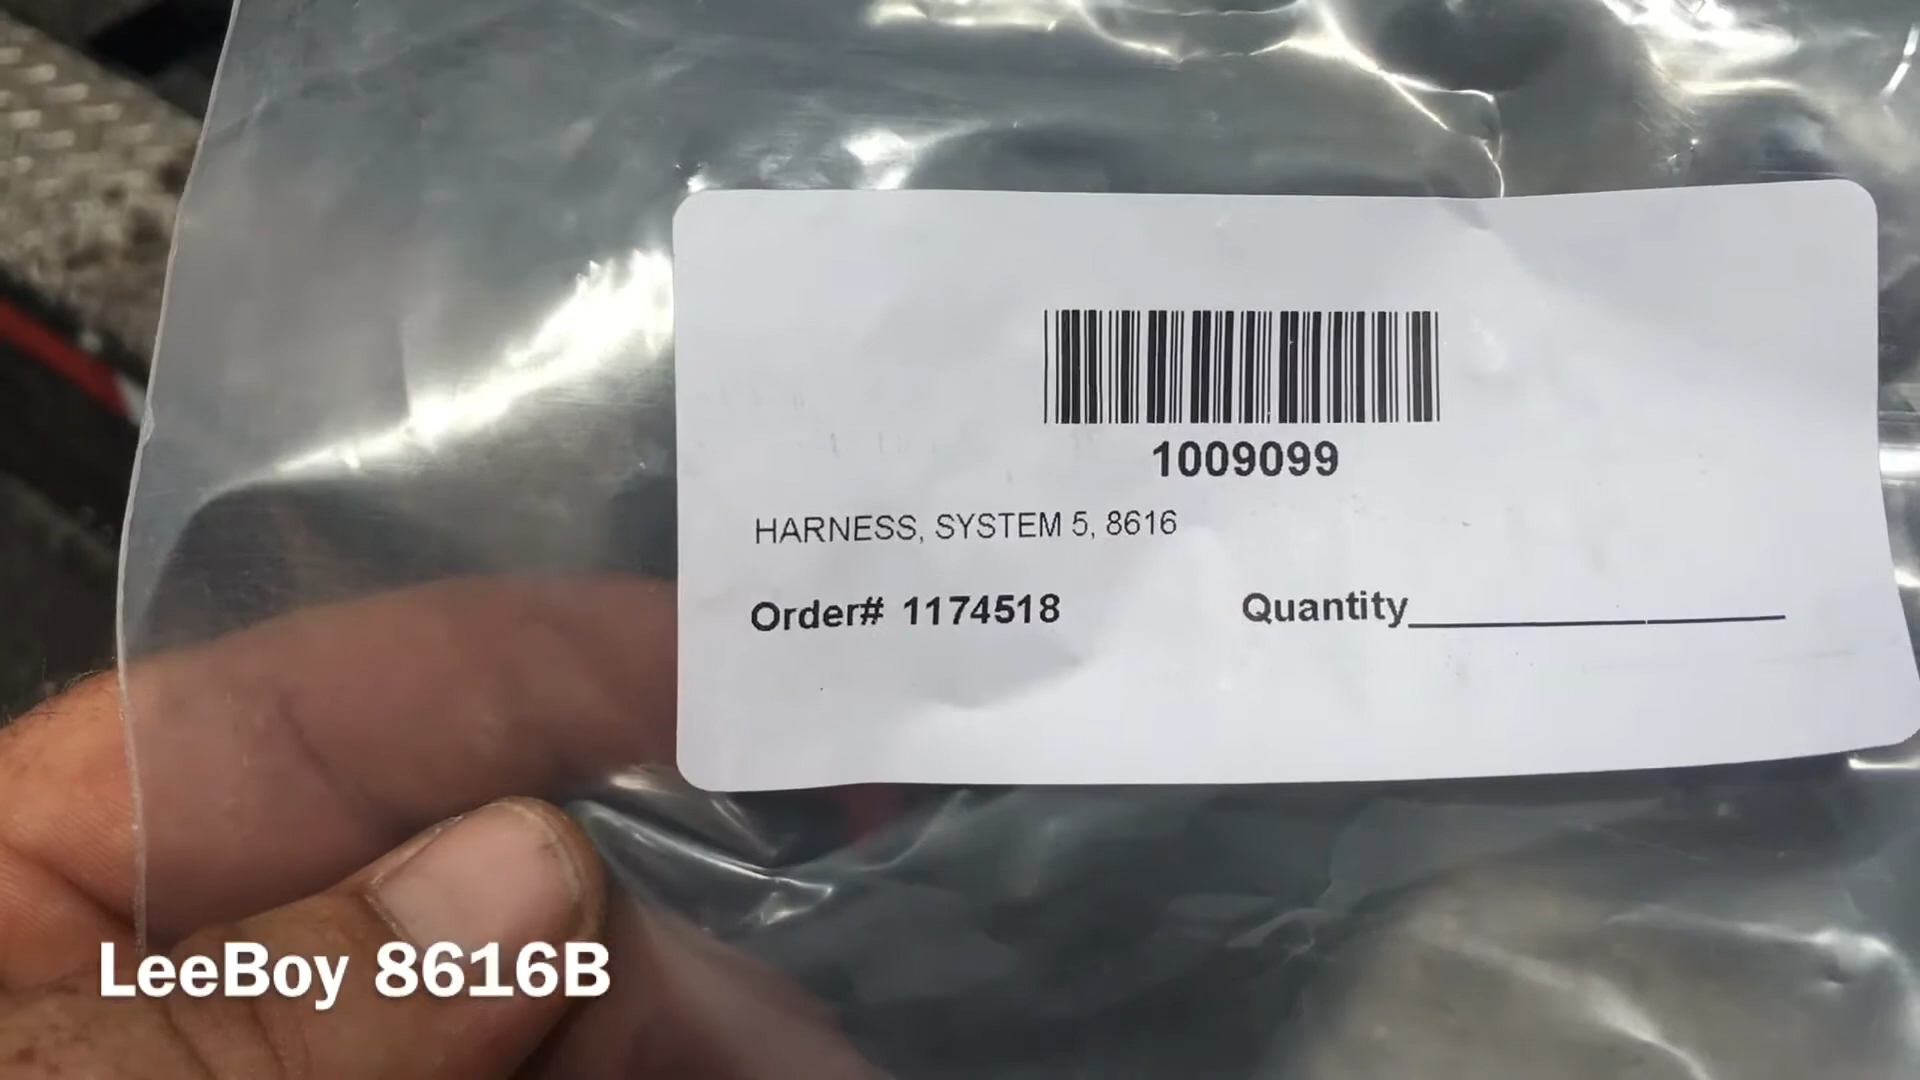 1009099
HARNESS, SYSTEM 5, 8616
Order# 1174518 Quantity
LeeBoy 8616B